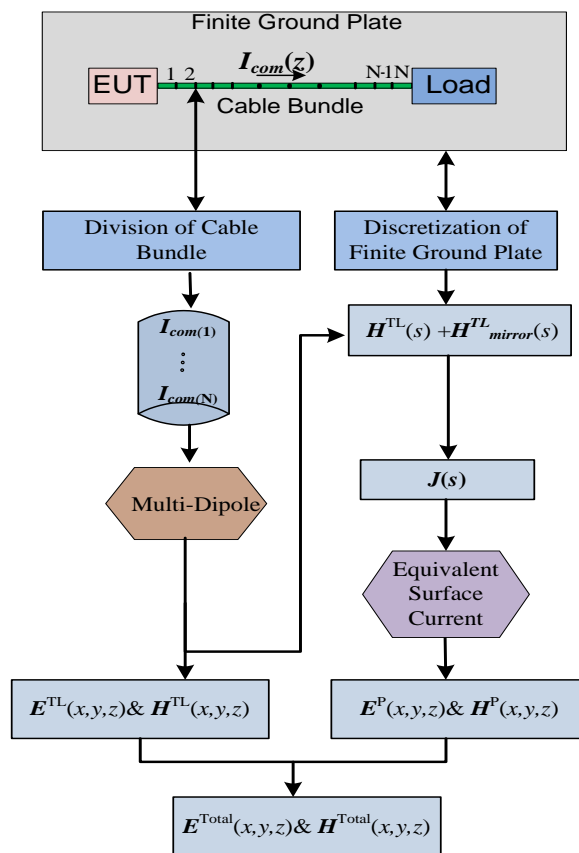 Finite Ground Plate
I_com(z)
1 2 N-1 N
EUT
Load
Cable Bundle
Division of Cable
Bundle
Discretization of
Finite Ground Plate
I_com(1)
⋮
I_com(N)
H^TL(s) + H^TL_mirror(s)
Multi-Dipole
J(s)
Equivalent
Surface
Current
E^TL(x,y,z)& H^TL(x,y,z)
E^P(x,y,z)& H^P(x,y,z)
E^Total(x,y,z)& H^Total(x,y,z)